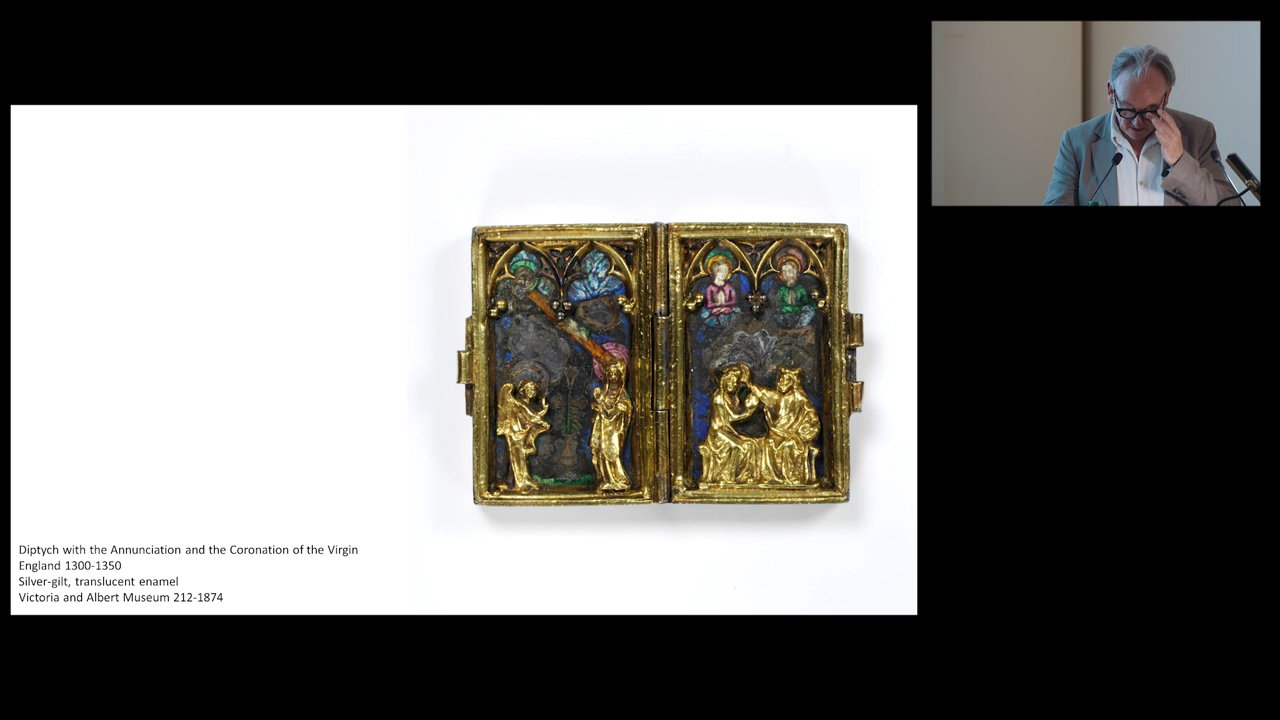 Diptych with the Annunciation and the Coronation of the Virgin
England 1300-1350
Silver-gilt, translucent enamel
Victoria and Albert Museum 212-1874